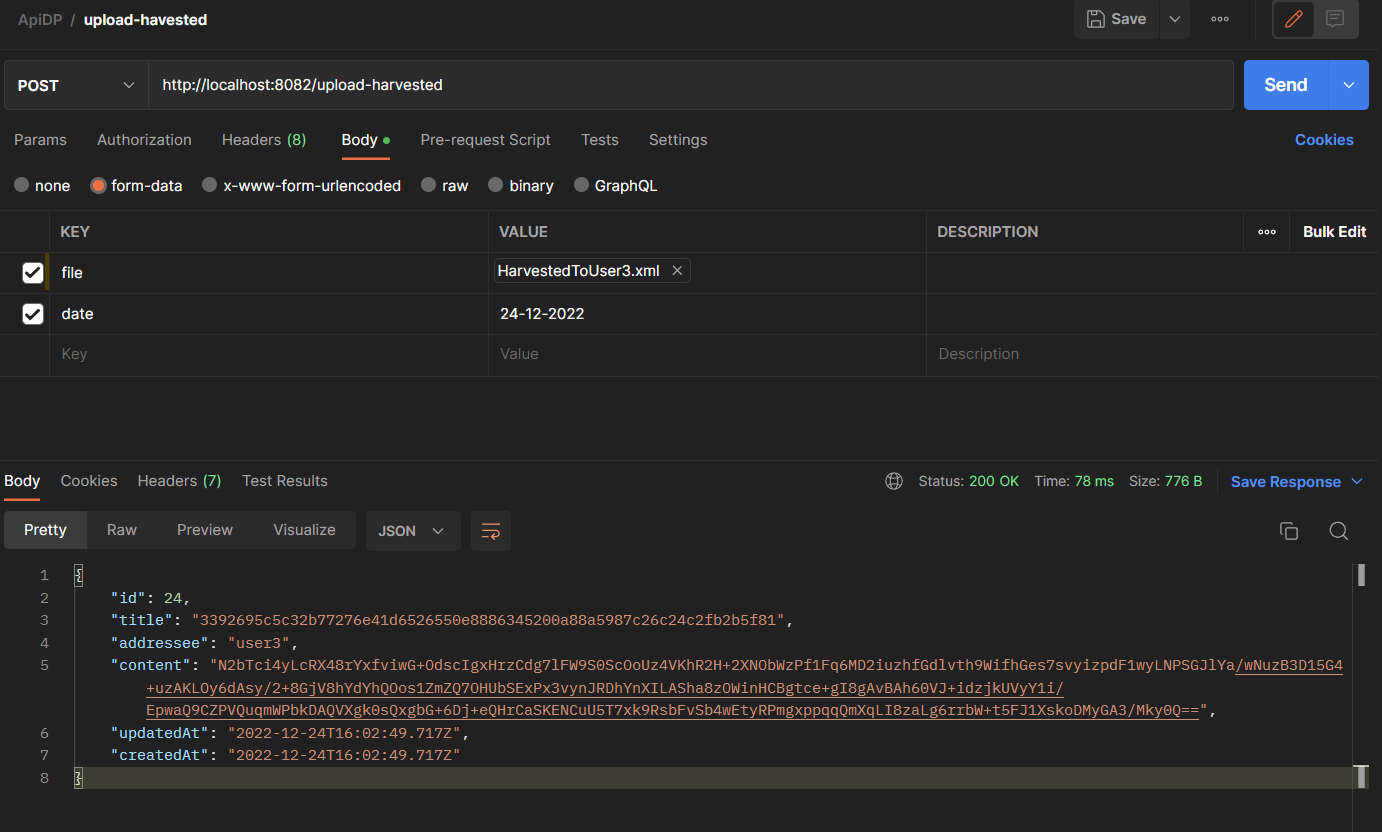 ApiDP / upload-havested
Save
POST
http://localhost:8082/upload-harvested
Send
Params Authorization Headers (8) Body Pre-request Script Tests Settings Cookies
none form-data x-www-form-urlencoded raw binary GraphQL
KEY VALUE DESCRIPTION Bulk Edit
file HarvestedToUser3.xml
date 24-12-2022
Key Value Description
Body Cookies Headers (7) Test Results Status: 200 OK Time: 78 ms Size: 776 B Save Response
Pretty Raw Preview Visualize JSON
1 {
2 "id": 24,
3 "title": "3392695c5c32b77276e41d6526550e8886345200a88a5987c26c24c2fb2b5f81",
4 "addressee": "user3",
5 "content": "N2bTci4yLcRX48rYxfviwG+OdscIgxHrzCdg7lFW9S0ScOoUz4VKhR2H+2XNObWzPf1Fq6MD2iuzhfGdlvth9WifhGes7svyizpdF1wyLNPSGJlYa/wNuzB3D15G4
+uzAKLOy6dAsy/2+8GjV8hYdYhQOos1ZmZQ7OHUbSExPx3vynJRDhYnXILASha8zOWinHCBgtce+gI8gAvBAh60VJ+idzjkUVyY1i/
EpwaQ9CZPVQuqmWPbkDAQVXgk0sQxgbG+6Dj+eQHrCaSKENCuU5T7xk9RsbFvSb4wEtyRPmgxppqqQmXqLI8zaLg6rrbW+t5FJ1XskoDMyGA3/Mky0Q==",
6 "updatedAt": "2022-12-24T16:02:49.717Z",
7 "createdAt": "2022-12-24T16:02:49.717Z"
8 }